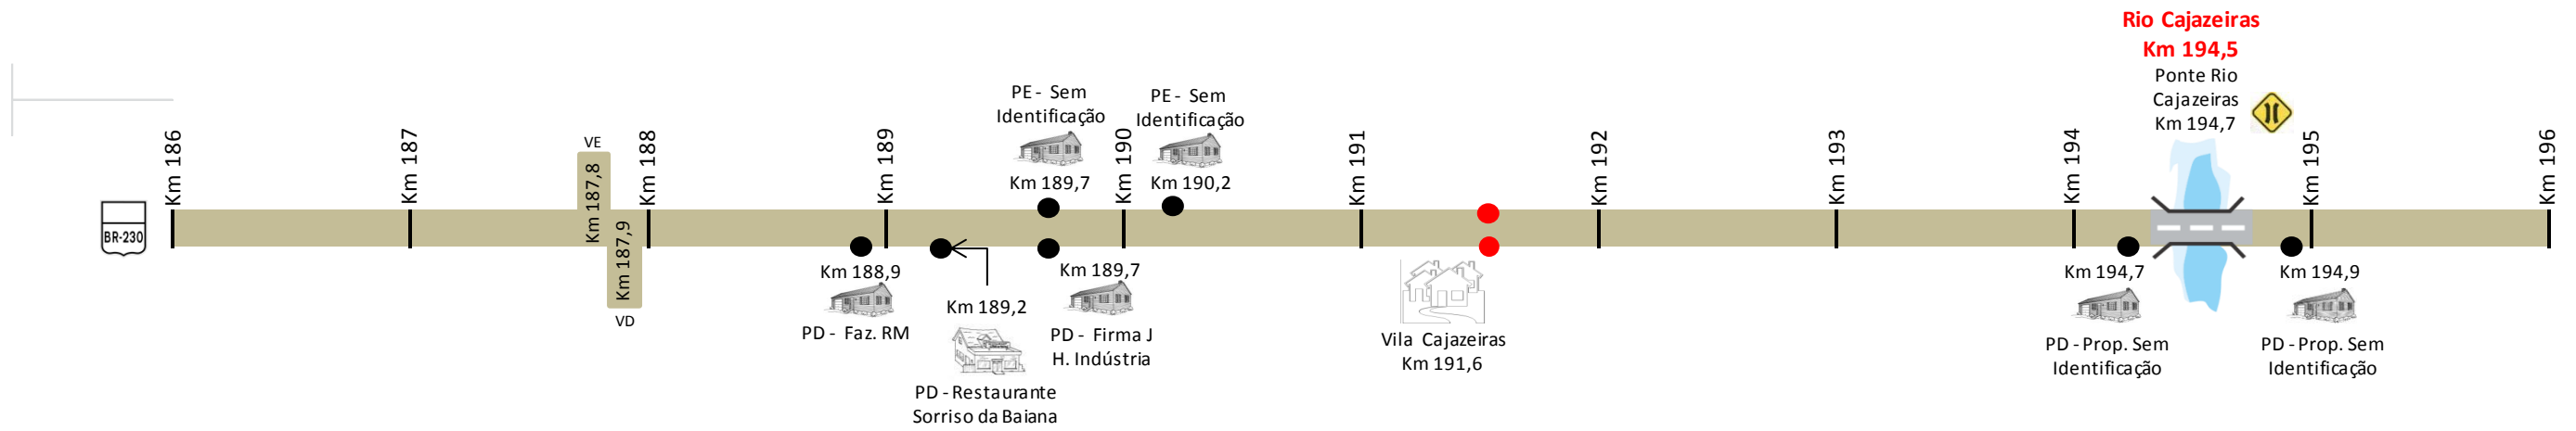 Rio Cajazeiras
Km 194,5
Ponte Rio
Cajazeiras
Km 194,7
PE - Sem
Identificação
Km 189,7
PE - Sem
Identificação
Km 190,2
Km 186
Km 187
VE
Km 187,8
Km 187,9
VD
Km 188
Km 189
Km 190
Km 191
Km 192
Km 193
Km 194
Km 195
Km 196
BR-230
Km 188,9
PD - Faz. RM
Km 189,2
PD - Restaurante
Sorriso da Baiana
Km 189,7
PD - Firma J
H. Indústria
Vila Cajazeiras
Km 191,6
Km 194,7
PD - Prop. Sem
Identificação
Km 194,9
PD - Prop. Sem
Identificação